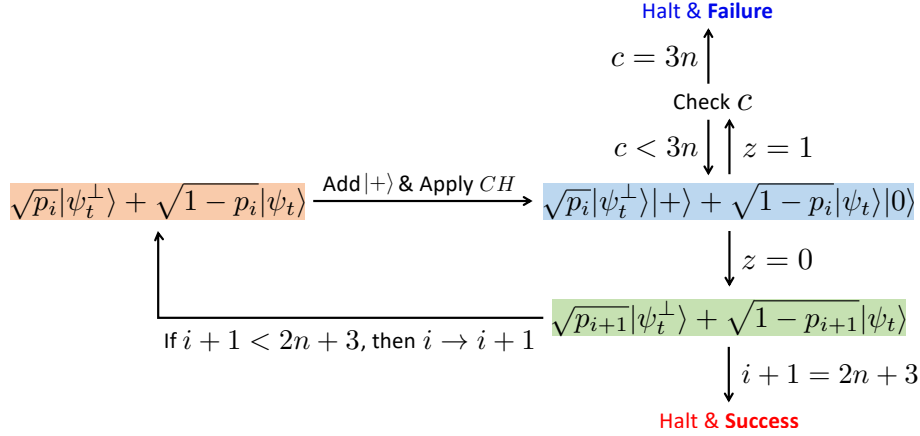 Halt & Failure
c = 3n
Check c
c < 3n z = 1
Add |+⟩ & Apply CH
√p_i|ψ_t^⊥⟩ + √(1 − p_i)|ψ_t⟩
√p_i|ψ_t^⊥⟩|+⟩ + √(1 − p_i)|ψ_t⟩|0⟩
z = 0
√p_{i+1}|ψ_t^⊥⟩ + √(1 − p_{i+1})|ψ_t⟩
If i + 1 < 2n + 3, then i → i + 1
i + 1 = 2n + 3
Halt & Success